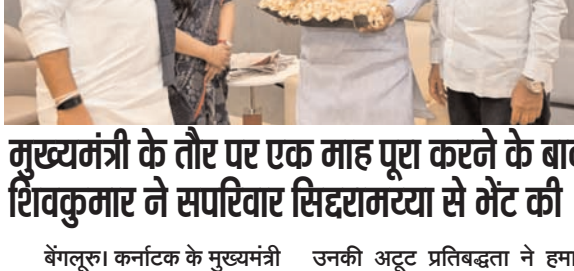 मुख्यमंत्री के तौर पर एक माह पूरा करने के
शिवकुमार ने सपरिवार सिद्दरामय्या से भेंट की
बेंगलूरु। कर्नाटक के मुख्यमंत्री
उनकी अटूट प्रतिबद्धता ने